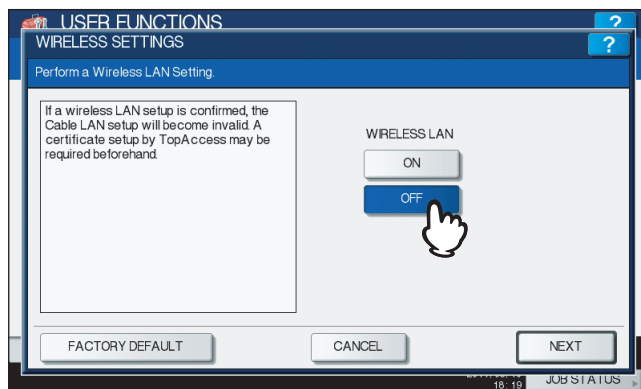 USER FUNCTIONS
?
WIRELESS SETTINGS
?
Perform a Wireless LAN Setting.
If a wireless LAN setup is confirmed, the
Cable LAN setup will become invalid. A
certificate setup by TopAccess may be
required beforehand.
WIRELESS LAN
ON
OFF
FACTORY DEFAULT
CANCEL
NEXT
18:19
JOB STATUS